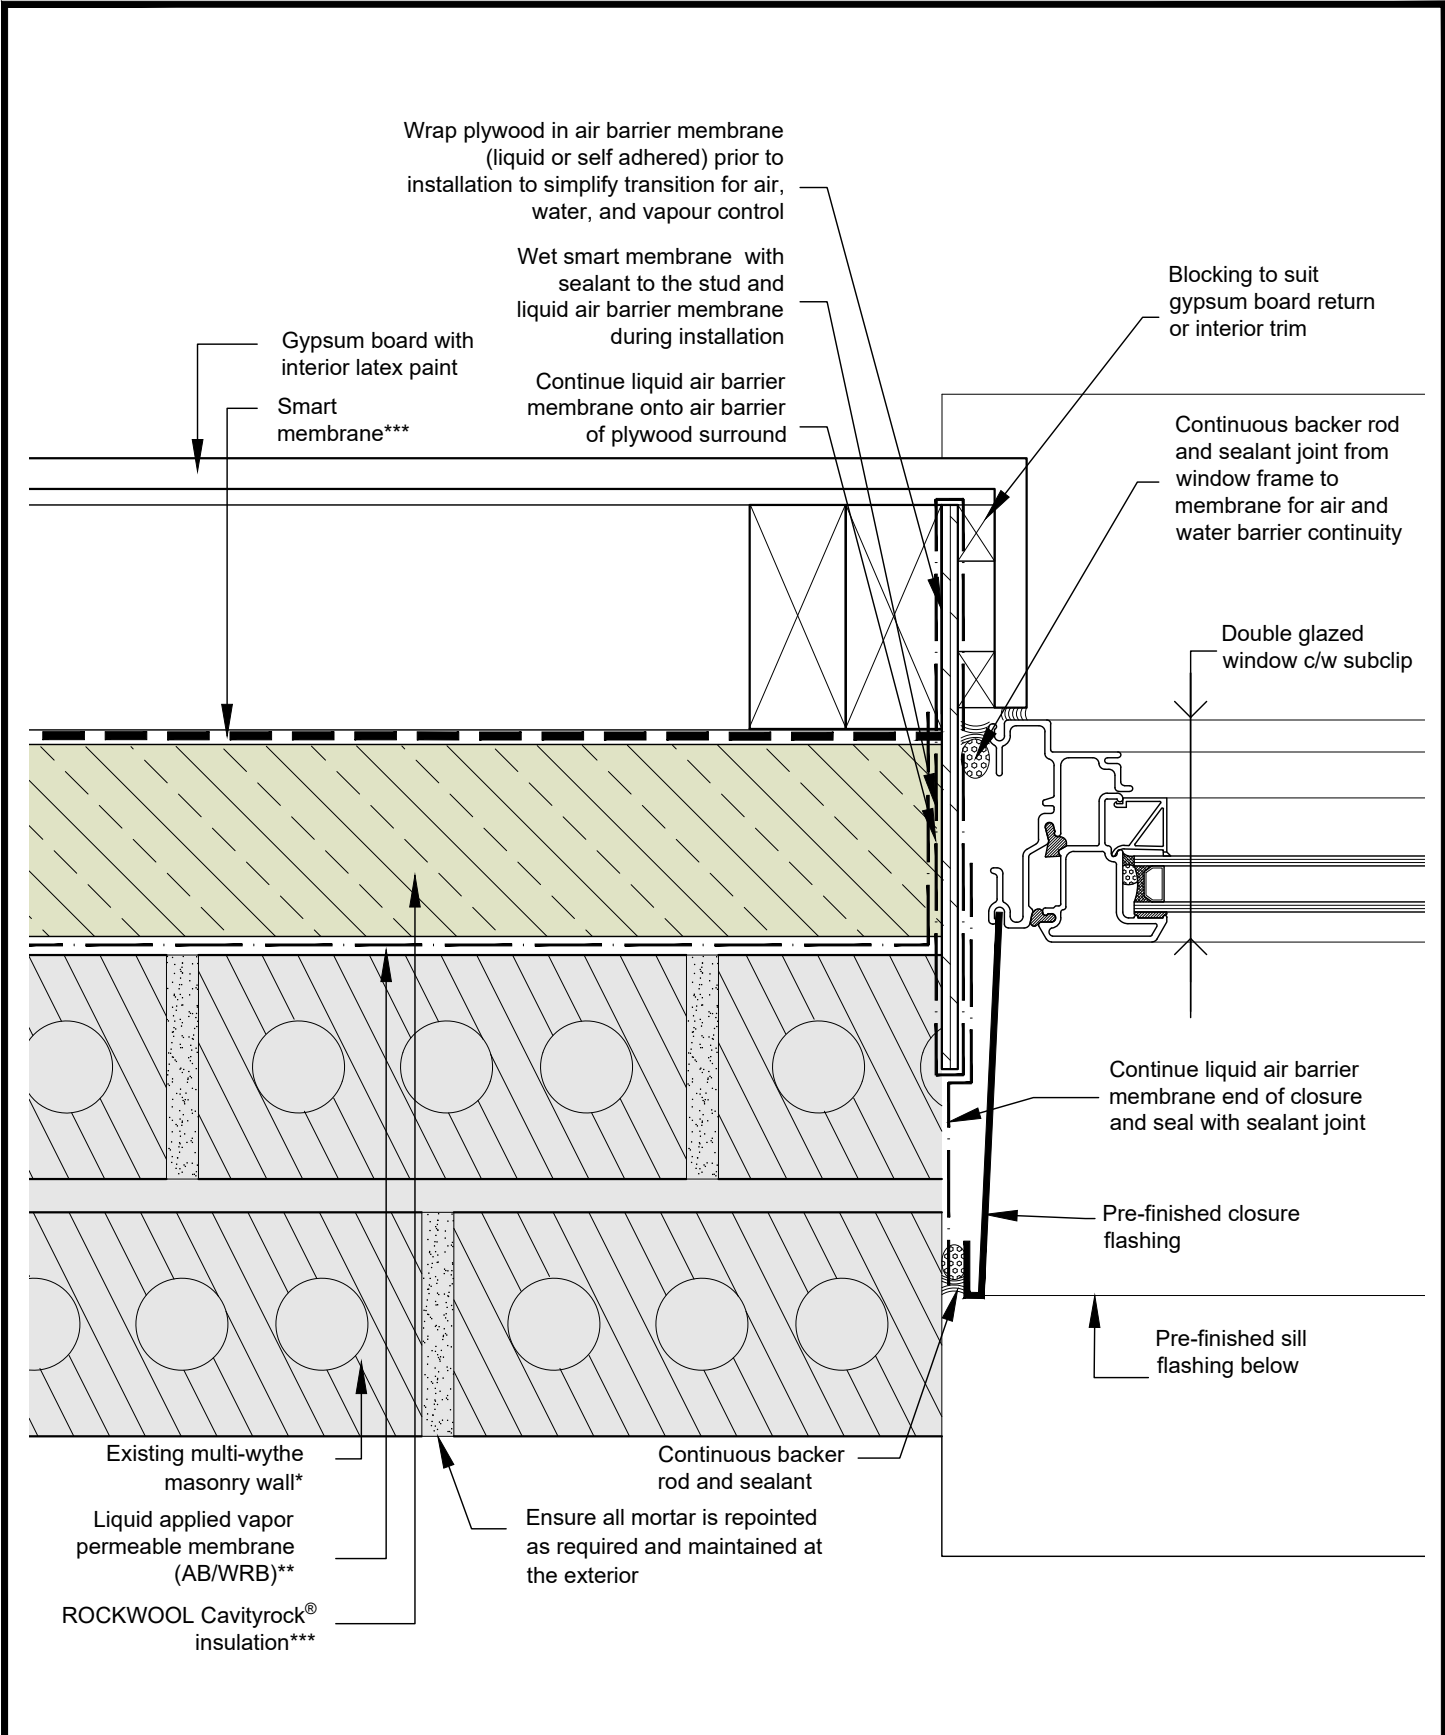 Wrap plywood in air barrier membrane
(liquid or self adhered) prior to
installation to simplify transition for air,
water, and vapour control
Wet smart membrane with
sealant to the stud and
liquid air barrier membrane
during installation
Continue liquid air barrier
membrane onto air barrier
of plywood surround
Gypsum board with
interior latex paint
Smart
membrane***
Blocking to suit
gypsum board return
or interior trim
Continuous backer rod
and sealant joint from
window frame to
membrane for air and
water barrier continuity
Double glazed
window c/w subclip
Continue liquid air barrier
membrane end of closure
and seal with sealant joint
Pre-finished closure
flashing
Pre-finished sill
flashing below
Existing multi-wythe
masonry wall*
Liquid applied vapor
permeable membrane
(AB/WRB)**
ROCKWOOL Cavityrock®
insulation***
Continuous backer
rod and sealant
Ensure all mortar is repointed
as required and maintained at
the exterior